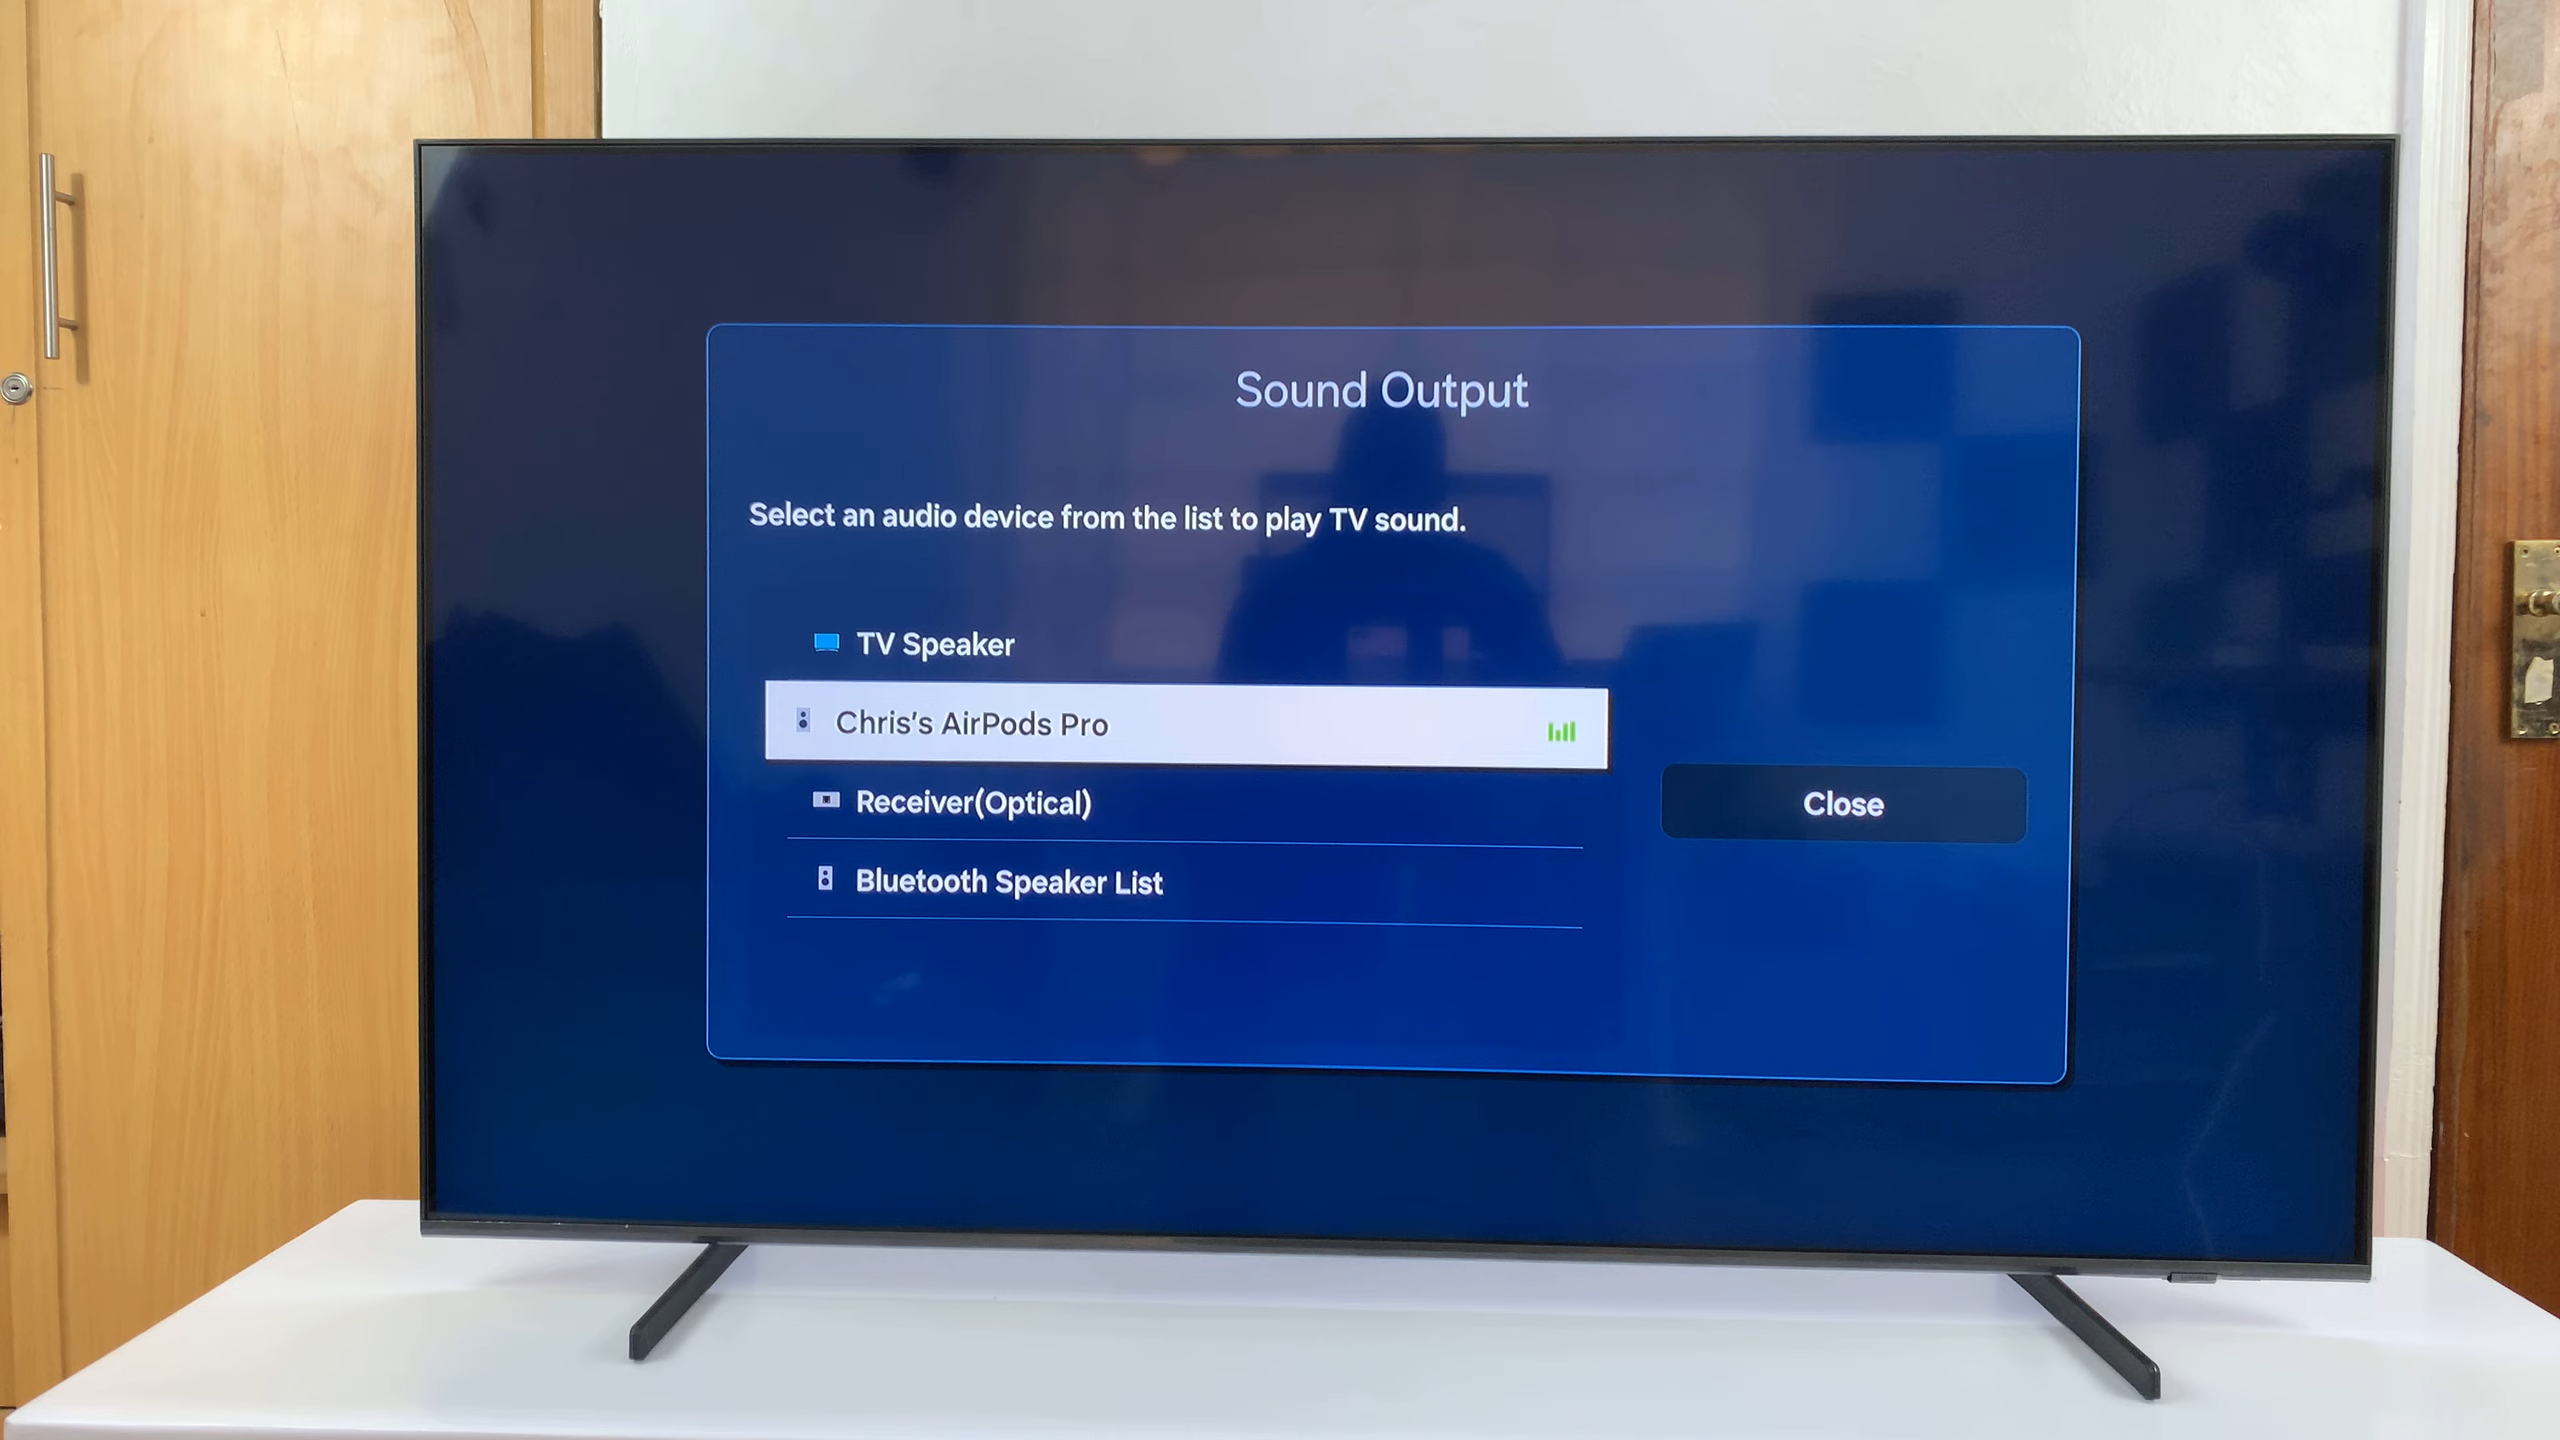 Sound Output
Select an audio device from the list to play TV sound.
TV Speaker
Chris's AirPods Pro
Receiver(Optical)
Close
Bluetooth Speaker List